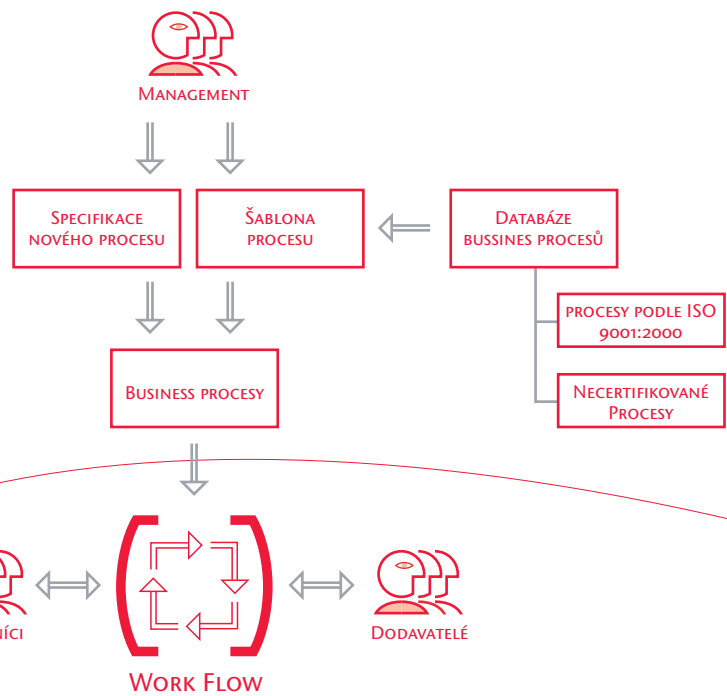 Management
Specifikace
nového procesu
Šablona
procesu
Databáze
bussines procesů
procesy podle ISO
9001:2000
Business procesy
Necertifikované
Procesy
Dodavatelé
Work Flow